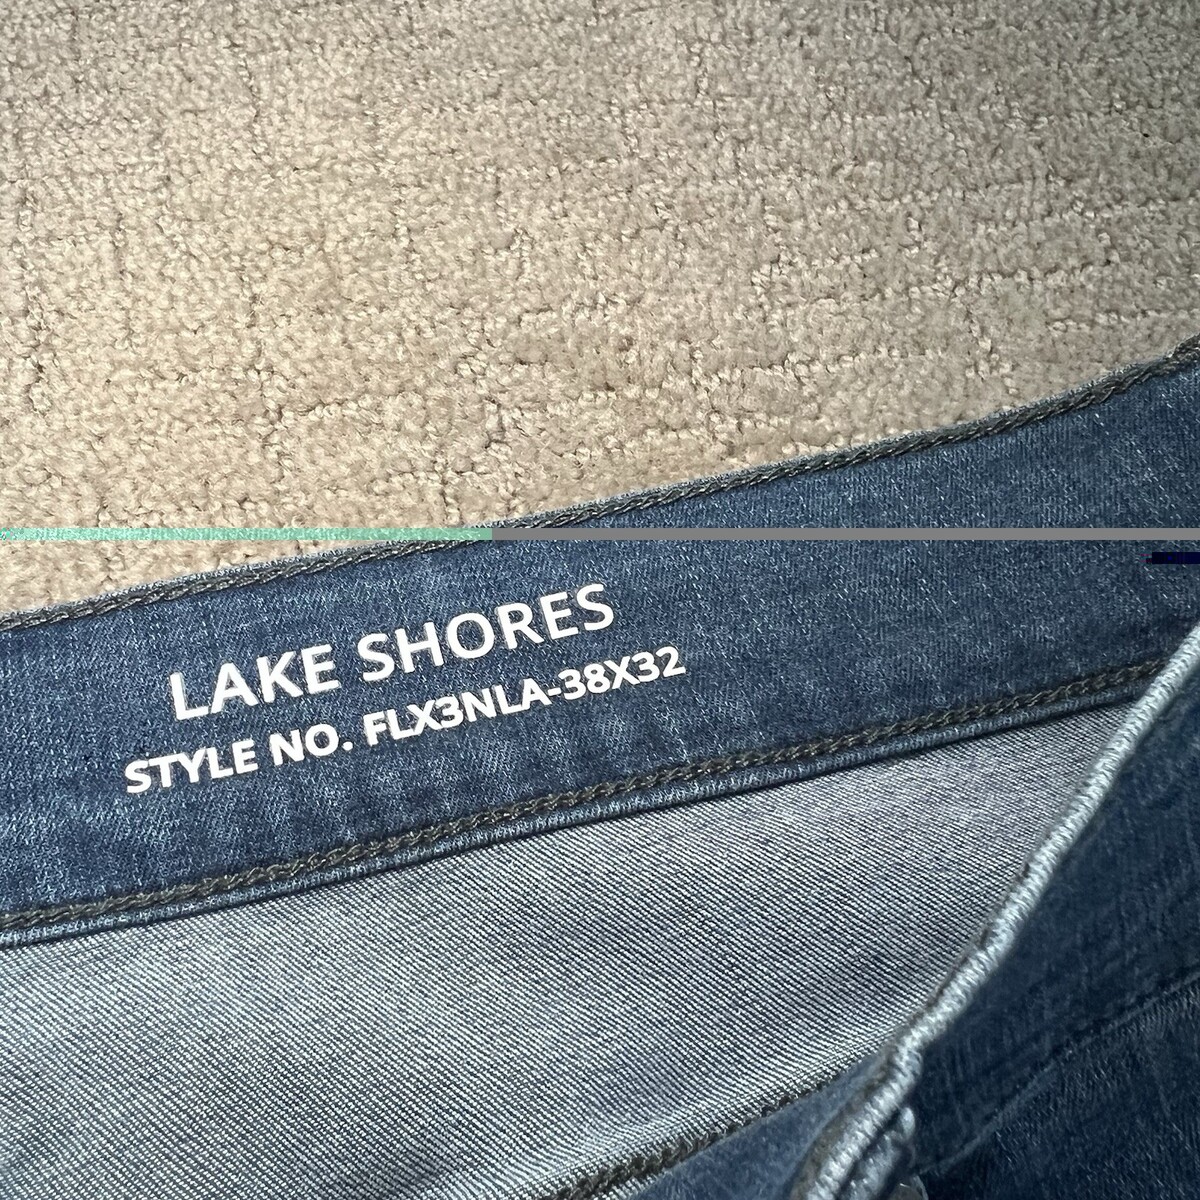 LAKE SHORES
STYLE NO. FLX3NLA-38X32